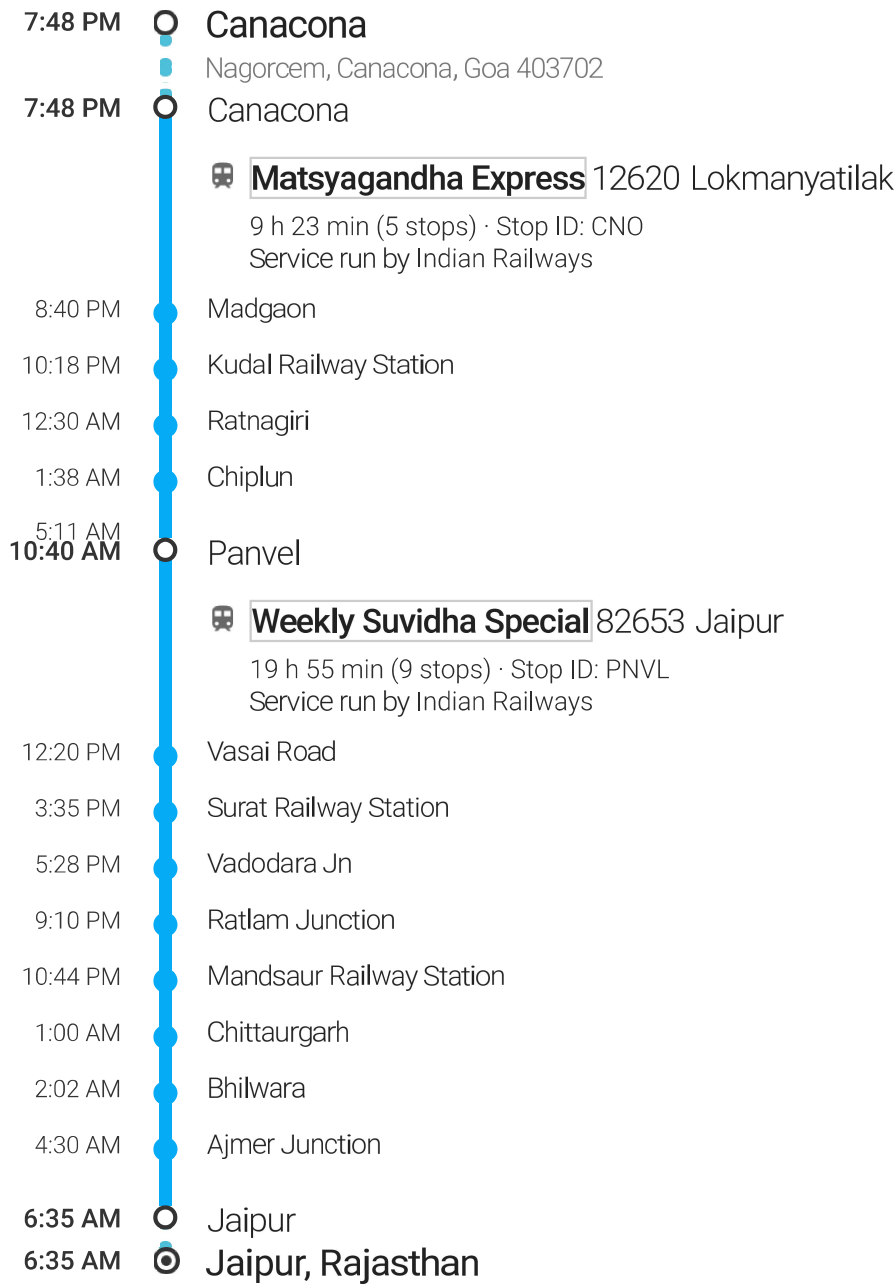 7:48 PM Canacona
Nagorcem, Canacona, Goa 403702
7:48 PM Canacona
Matsyagandha Express 12620 Lokmanyatilak
9 h 23 min (5 stops) · Stop ID: CNO
Service run by Indian Railways
8:40 PM Madgaon
10:18 PM Kudal Railway Station
12:30 AM Ratnagiri
1:38 AM Chiplun
5:11 AM
10:40 AM Panvel
Weekly Suvidha Special 82653 Jaipur
19 h 55 min (9 stops) · Stop ID: PNVL
Service run by Indian Railways
12:20 PM Vasai Road
3:35 PM Surat Railway Station
5:28 PM Vadodara Jn
9:10 PM Ratlam Junction
10:44 PM Mandsaur Railway Station
1:00 AM Chittaurgarh
2:02 AM Bhilwara
4:30 AM Ajmer Junction
6:35 AM Jaipur
6:35 AM Jaipur, Rajasthan